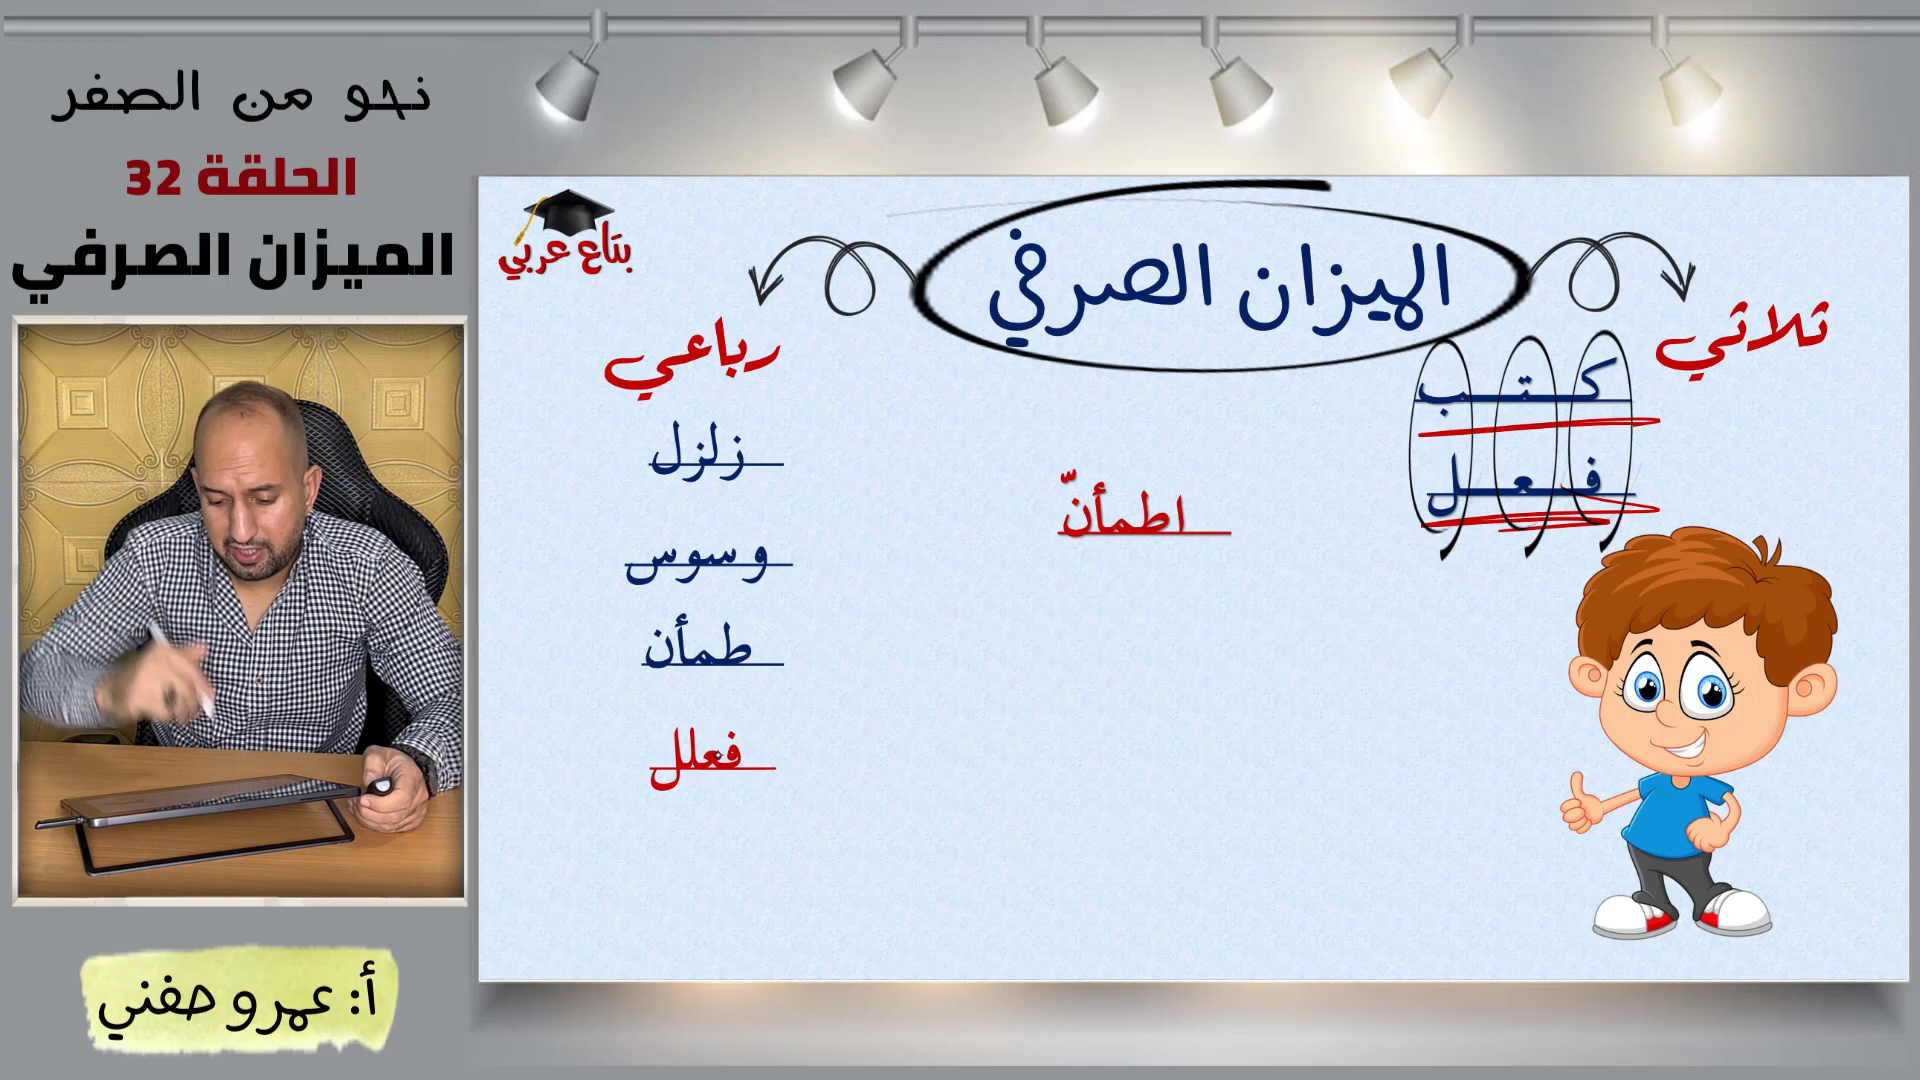 نحو من الصفر
الحلقة 32
الميزان الصرفي
بتاع عربي
الميزان الصرفي
ثلاثي
كتب
فعل
رباعي
زلزل
وسوس
طمأن
فعلل
اطمأنّ
أ: عمرو حفني